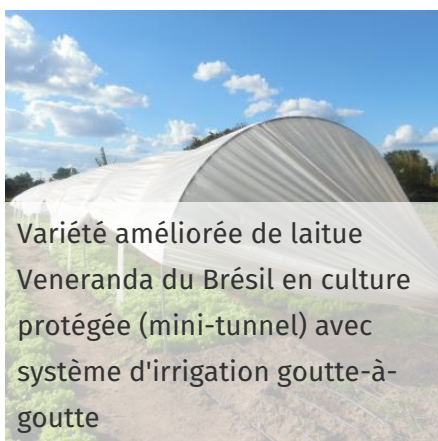 Variété améliorée de laitue
Veneranda du Brésil en culture
protégée (mini-tunnel) avec
système d'irrigation goutte-à-
goutte